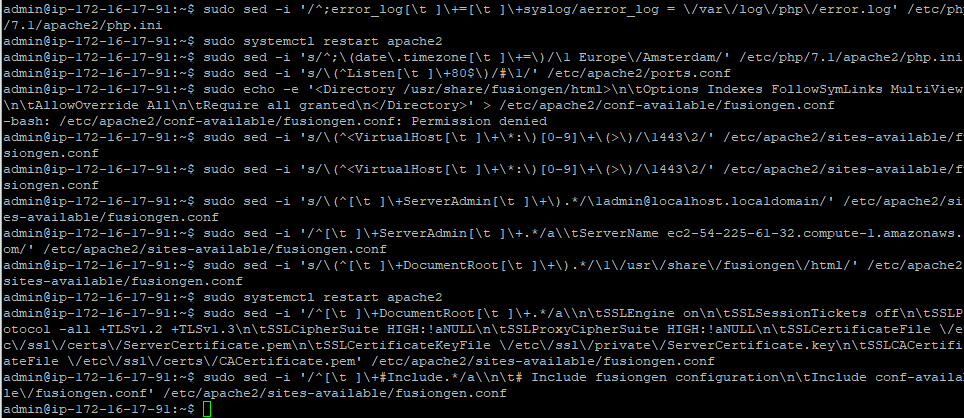 admin@ip-172-16-17-91:~$ sudo sed -i '/^;error_log[\t ]\+=[\t ]\+syslog/aerror_log = \/var\/log\/php\/error.log' /etc/php
/7.1/apache2/php.ini
admin@ip-172-16-17-91:~$ sudo systemctl restart apache2
admin@ip-172-16-17-91:~$ sudo sed -i 's/^;\(date\.timezone[\t ]\+=\)/\1 Europe\/Amsterdam/' /etc/php/7.1/apache2/php.ini
admin@ip-172-16-17-91:~$ sudo sed -i 's/\(^Listen[\t ]\+80$\)/#\1/' /etc/apache2/ports.conf
admin@ip-172-16-17-91:~$ sudo echo -e '<Directory /usr/share/fusiongen/html>\n\tOptions Indexes FollowSymLinks MultiView
\n\tAllowOverride All\n\tRequire all granted\n</Directory>' > /etc/apache2/conf-available/fusiongen.conf
-bash: /etc/apache2/conf-available/fusiongen.conf: Permission denied
admin@ip-172-16-17-91:~$ sudo sed -i 's/\(^<VirtualHost[\t ]\+\*:\)[0-9]\+\(>\)/\1443\2/' /etc/apache2/sites-available/f
siongen.conf
admin@ip-172-16-17-91:~$ sudo sed -i 's/\(^<VirtualHost[\t ]\+\*:\)[0-9]\+\(>\)/\1443\2/' /etc/apache2/sites-available/f
siongen.conf
admin@ip-172-16-17-91:~$ sudo sed -i 's/\(^[\t ]\+ServerAdmin[\t ]\+\).*/\1admin@localhost.localdomain/' /etc/apache2/si
es-available/fusiongen.conf
admin@ip-172-16-17-91:~$ sudo sed -i '/^[\t ]\+ServerAdmin[\t ]\+.*/a\\tServerName ec2-54-225-61-32.compute-1.amazonaws.
om/' /etc/apache2/sites-available/fusiongen.conf
admin@ip-172-16-17-91:~$ sudo sed -i 's/\(^[\t ]\+DocumentRoot[\t ]\+\).*/\1\/usr\/share\/fusiongen\/html/' /etc/apache2
sites-available/fusiongen.conf
admin@ip-172-16-17-91:~$ sudo systemctl restart apache2
admin@ip-172-16-17-91:~$ sudo sed -i '/^[\t ]\+DocumentRoot[\t ]\+.*/a\\n\tSSLEngine on\n\tSSLSessionTickets off\n\tSSLP
otocol -all +TLSv1.2 +TLSv1.3\n\tSSLCipherSuite HIGH:!aNULL\n\tSSLProxyCipherSuite HIGH:!aNULL\n\tSSLCertificateFile \/e
c\/ssl\/certs\/ServerCertificate.pem\n\tSSLCertificateKeyFile \/etc\/ssl\/private\/ServerCertificate.key\n\tSSLCACertifi
ateFile \/etc\/ssl\/certs\/CACertificate.pem' /etc/apache2/sites-available/fusiongen.conf
admin@ip-172-16-17-91:~$ sudo sed -i '/^[\t ]\+#Include.*/a\\n\t# Include fusiongen configuration\n\tInclude conf-availa
le\/fusiongen.conf' /etc/apache2/sites-available/fusiongen.conf
admin@ip-172-16-17-91:~$